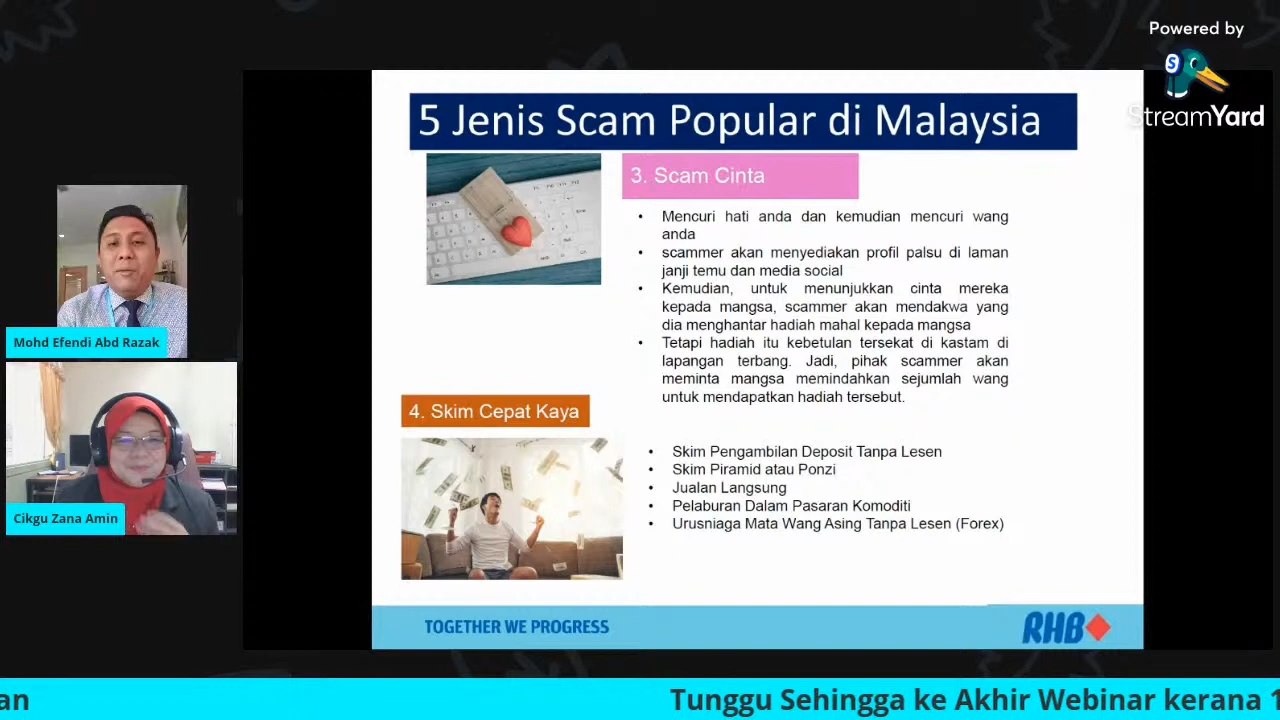 Powered by
StreamYard
5 Jenis Scam Popular di Malaysia
3. Scam Cinta
• Mencuri hati anda dan kemudian mencuri wang
anda
• scammer akan menyediakan profil palsu di laman
janji temu dan media social
• Kemudian, untuk menunjukkan cinta mereka
kepada mangsa, scammer akan mendakwa yang
dia menghantar hadiah mahal kepada mangsa
• Tetapi hadiah itu kebetulan tersekat di kastam di
lapangan terbang. Jadi, pihak scammer akan
meminta mangsa memindahkan sejumlah wang
untuk mendapatkan hadiah tersebut.
4. Skim Cepat Kaya
• Skim Pengambilan Deposit Tanpa Lesen
• Skim Piramid atau Ponzi
• Jualan Langsung
• Pelaburan Dalam Pasaran Komoditi
• Urusniaga Mata Wang Asing Tanpa Lesen (Forex)
TOGETHER WE PROGRESS
RHB
Mohd Efendi Abd Razak
Cikgu Zana Amin
an Tunggu Sehingga ke Akhir Webinar kerana 1